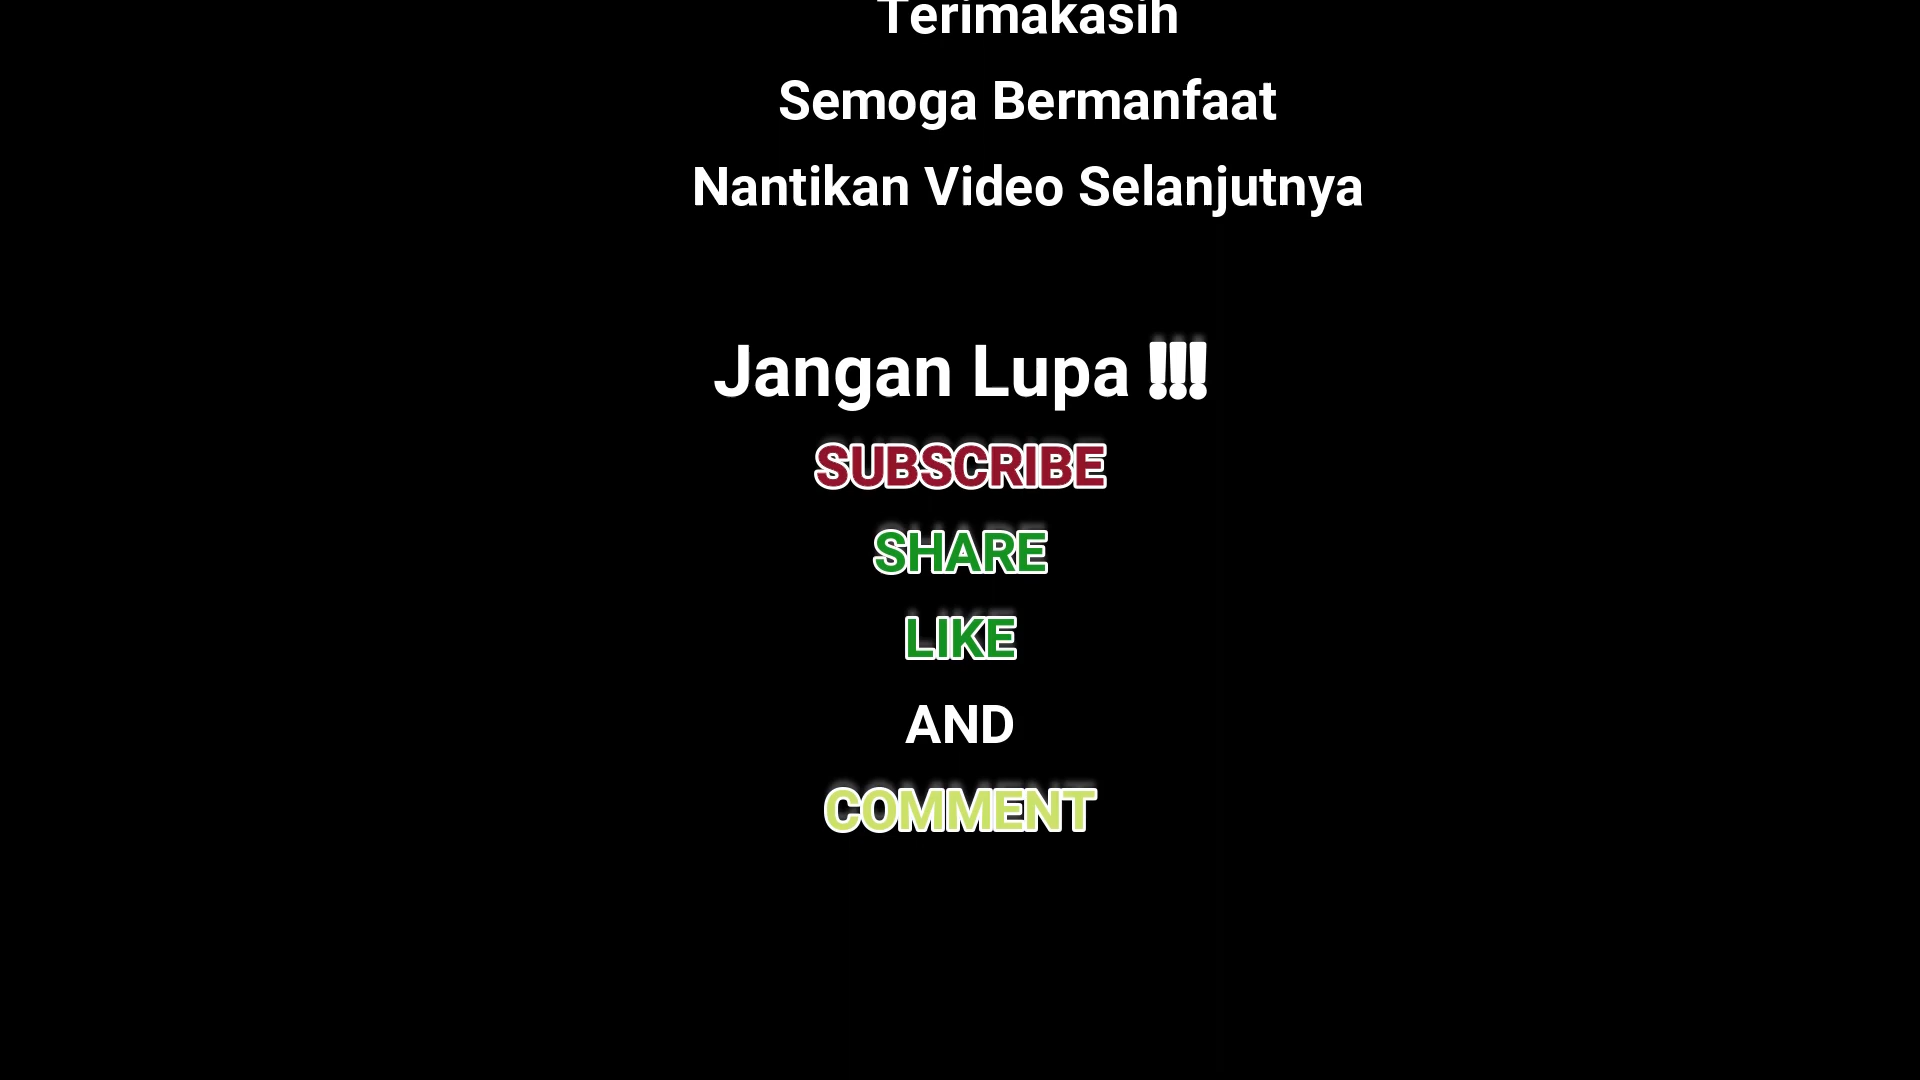 Terimakasih
Semoga Bermanfaat
Nantikan Video Selanjutnya
Jangan Lupa !!!
SUBSCRIBE
SHARE
LIKE
AND
COMMENT